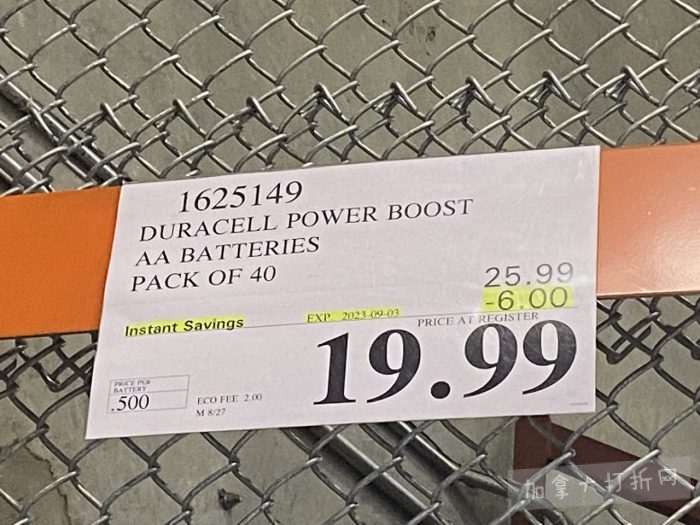 1625149
DURACELL POWER BOOST
AA BATTERIES
PACK OF 40
25.99
-6.00
Instant Savings
EXP. 2023-09-03
PRICE AT REGISTER
19.99
PRICE PER
BATTERY
.500
ECO FEE 2.00
M 8/27
加拿大打折网